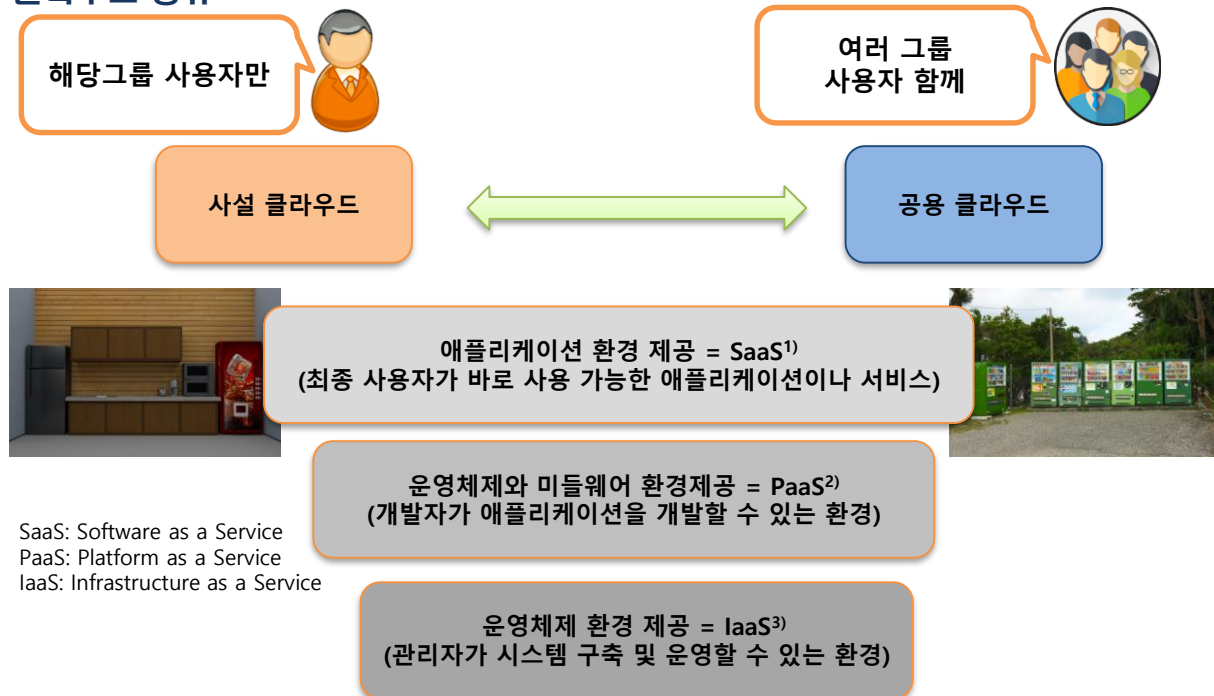 해당그룹 사용자만
여러 그룹
사용자 함께
사설 클라우드
공용 클라우드
애플리케이션 환경 제공 = SaaS1)
(최종 사용자가 바로 사용 가능한 애플리케이션이나 서비스)
운영체제와 미들웨어 환경제공 = PaaS2)
(개발자가 애플리케이션을 개발할 수 있는 환경)
SaaS: Software as a Service
PaaS: Platform as a Service
IaaS: Infrastructure as a Service
운영체제 환경 제공 = IaaS3)
(관리자가 시스템 구축 및 운영할 수 있는 환경)